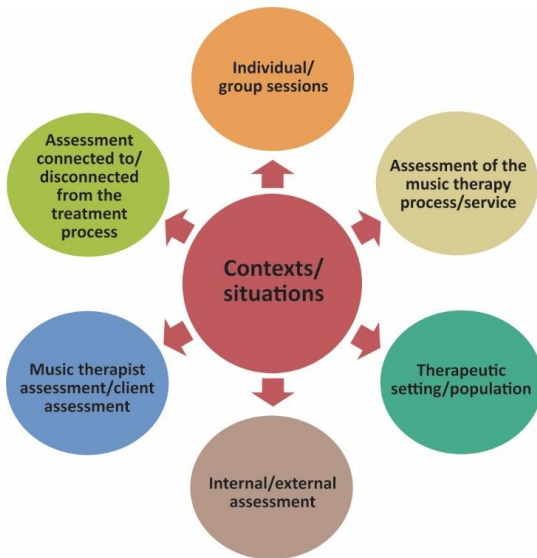 Individual/
group sessions
Assessment
connected to/
disconnected
from the
treatment
process
Assessment of the
music therapy
process/service
Contexts/
situations
Music therapist
assessment/client
assessment
Therapeutic
setting/population
Internal/external
assessment